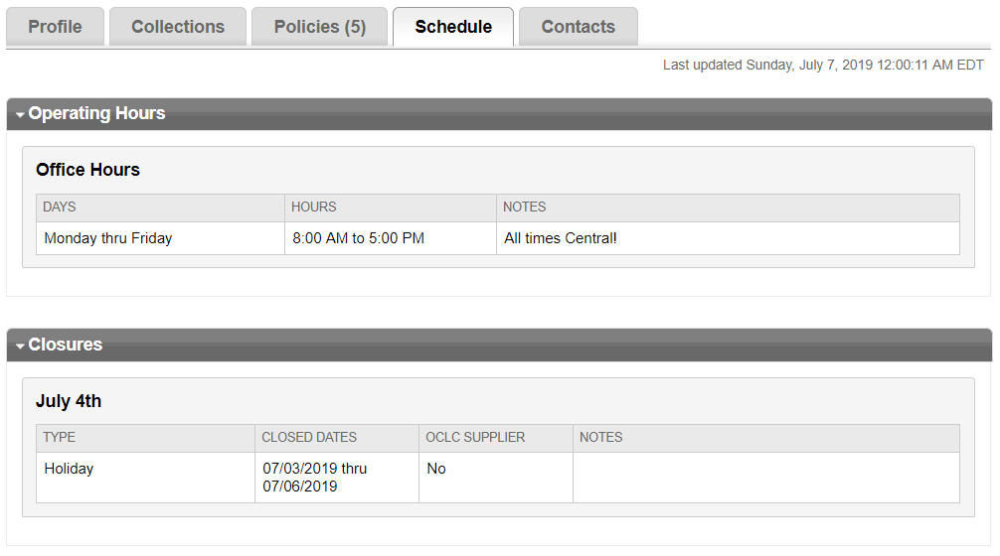 Profile Collections Policies (5) Schedule Contacts
Last updated Sunday, July 7, 2019 12:00:11 AM EDT
Operating Hours
Office Hours
DAYS HOURS NOTES
Monday thru Friday 8:00 AM to 5:00 PM All times Central!
Closures
July 4th
TYPE CLOSED DATES OCLC SUPPLIER NOTES
Holiday 07/03/2019 thru No
07/06/2019